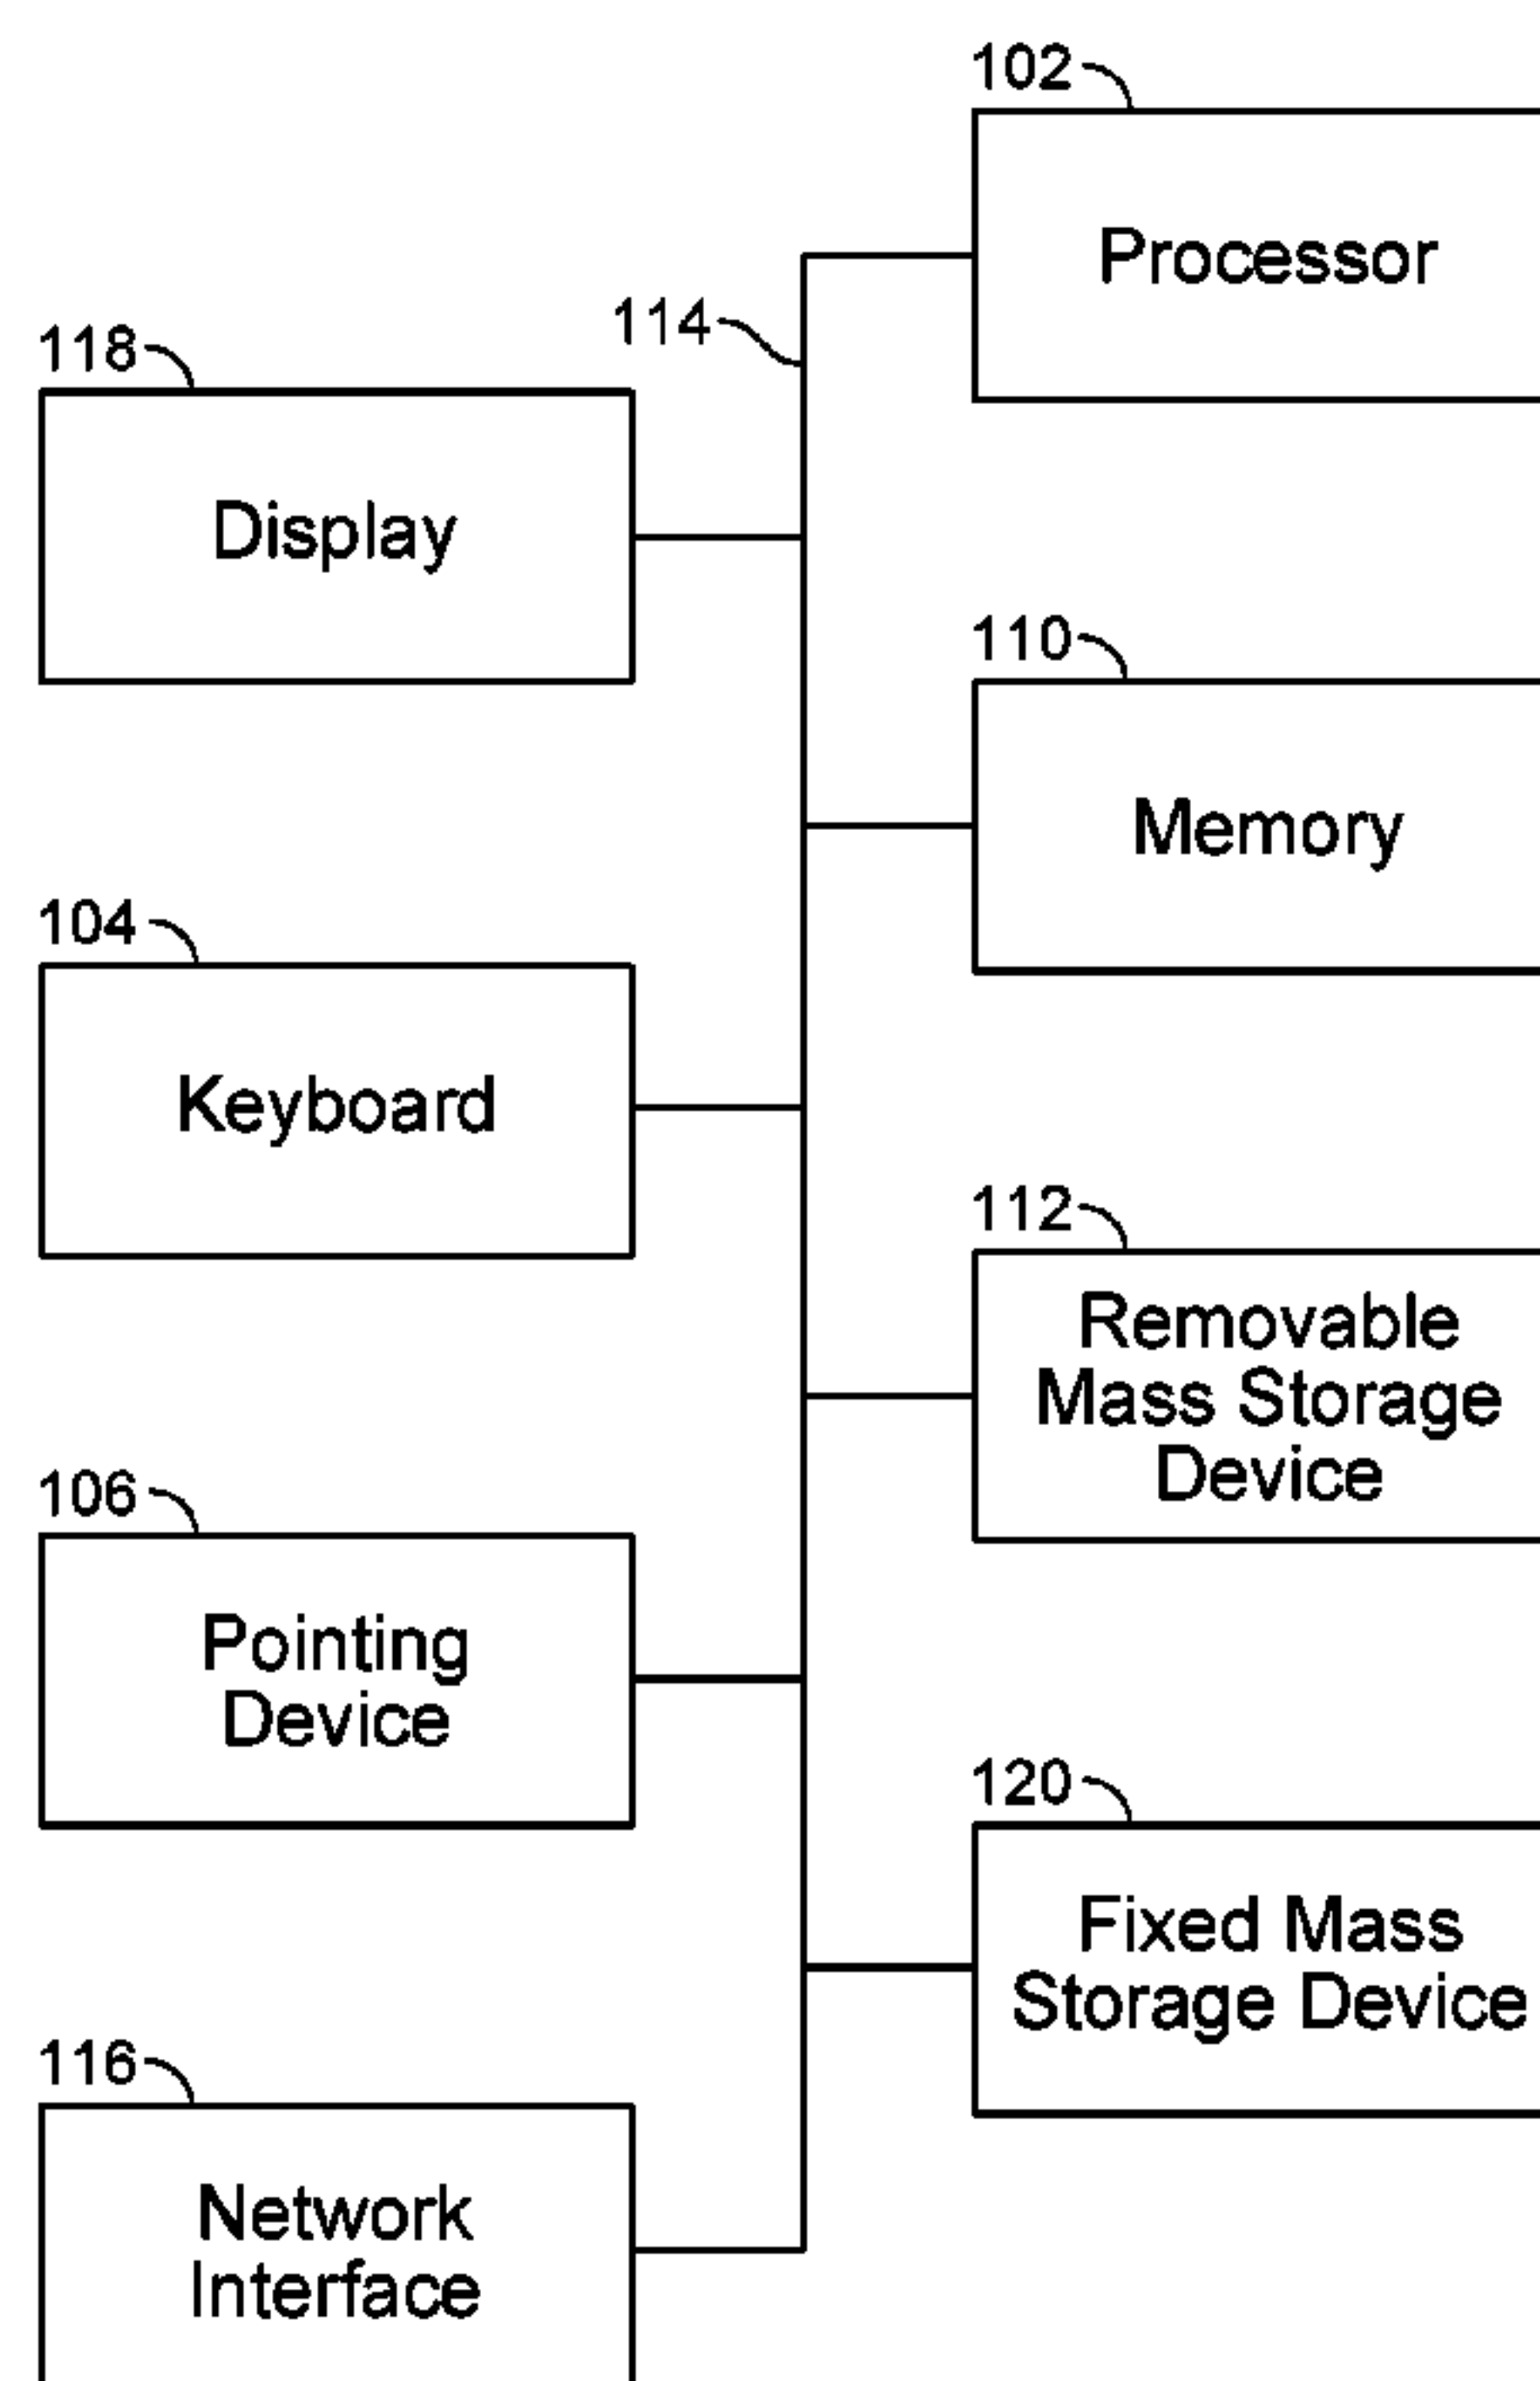 102
Processor
114
118
Display
110
Memory
104
Keyboard
112
Removable
Mass Storage
Device
106
Pointing
Device
120
Fixed Mass
Storage Device
116
Network
Interface